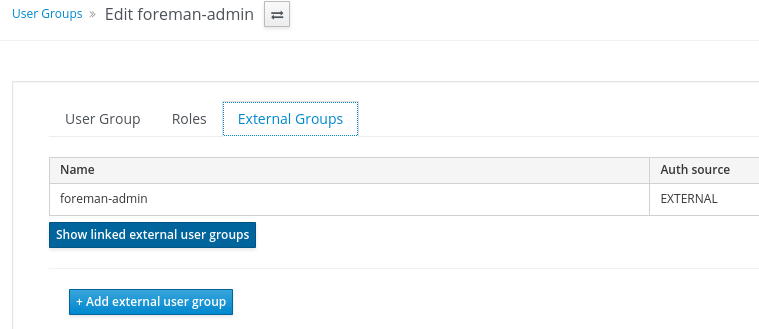 User Groups » Edit foreman-admin
User Group Roles External Groups
Name Auth source
foreman-admin EXTERNAL
Show linked external user groups
+ Add external user group